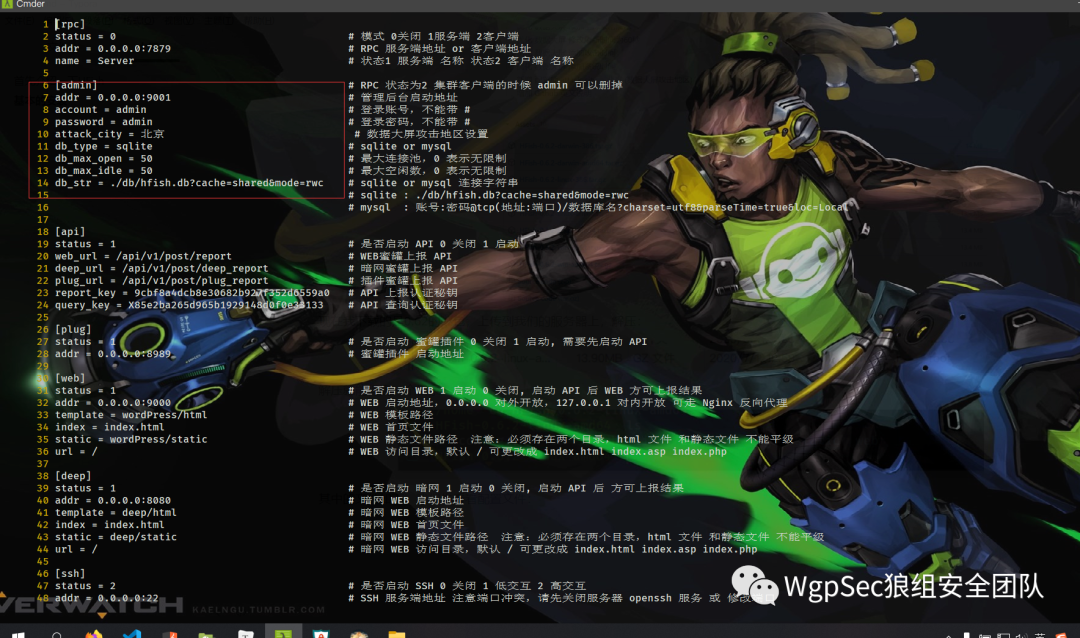 Cmder
1 [rpc]
2 status = 0 # 模式 0关闭 1服务端 2客户端
3 addr = 0.0.0.0:7879 # RPC 服务端地址 or 客户端地址
4 name = Server # 状态1 服务端 名称 状态2 客户端 名称
5
6 [admin] # RPC 状态为2 集群客户端的时候 admin 可以删掉
7 addr = 0.0.0.0:9001 # 管理后台启动地址
8 account = admin # 登录账号，不能带 #
9 password = admin # 登录密码，不能带 #
10 attack_city = 北京 # 数据大屏攻击地区设置
11 db_type = sqlite # sqlite or mysql
12 db_max_open = 50 # 最大连接池，0 表示无限制
13 db_max_idle = 50 # 最大空闲数，0 表示无限制
14 db_str = ./db/hfish.db?cache=shared&mode=rwc # sqlite or mysql 连接字符串
15 # sqlite : ./db/hfish.db?cache=shared&mode=rwc
16 # mysql : 账号:密码@tcp(地址:端口)/数据库名?charset=utf8&parseTime=true&loc=Local
17
18 [api]
19 status = 1 # 是否启动 API 0 关闭 1 启动
20 web_url = /api/v1/post/report # WEB蜜罐上报 API
21 deep_url = /api/v1/post/deep_report # 暗网蜜罐上报 API
22 plug_url = /api/v1/post/plug_report # 插件蜜罐上报 API
23 report_key = # API 上报认证秘钥
24 query_key = # API 查询认证秘钥
25
26 [plug]
27 status = 1 # 是否启动 蜜罐插件 0 关闭 1 启动, 需要先启动 API
28 addr = 0.0.0.0:8989 # 蜜罐插件 启动地址
29
30 [web]
31 status = 1 # 是否启动 WEB 1 启动 0 关闭, 启动 API 后 WEB 方可上报结果
32 addr = 0.0.0.0:9000 # WEB 启动地址，0.0.0.0 对外开放，127.0.0.1 对内开放 可走 Nginx 反向代理
33 template = wordPress/html # WEB 模板路径
34 index = index.html # WEB 首页文件
35 static = wordPress/static # WEB 静态文件路径 注意：必须存在两个目录，html 文件 和静态文件 不能平级
36 url = / # WEB 访问目录，默认 / 可更改成 index.html index.asp index.php
37
38 [deep]
39 status = 1 # 是否启动 暗网 1 启动 0 关闭, 启动 API 后 方可上报结果
40 addr = 0.0.0.0:8080 # 暗网 WEB 启动地址
41 template = deep/html # 暗网 WEB 模板路径
42 index = index.html # 暗网 WEB 首页文件
43 static = deep/static # 暗网 WEB 静态文件路径 注意：必须存在两个目录，html 文件 和静态文件 不能平级
44 url = / # 暗网 WEB 访问目录，默认 / 可更改成 index.html index.asp index.php
45
46 [ssh]
47 status = 2 # 是否启动 SSH 0 关闭 1 低交互 2 高交互
48 addr = 0.0.0.0:22 # SSH 服务端地址 注意端口冲突，请先关闭服务器 openssh 服务 或 修改
VERWATCH KAELNGU.TUMBLR.COM
WgpSec狼组安全团队